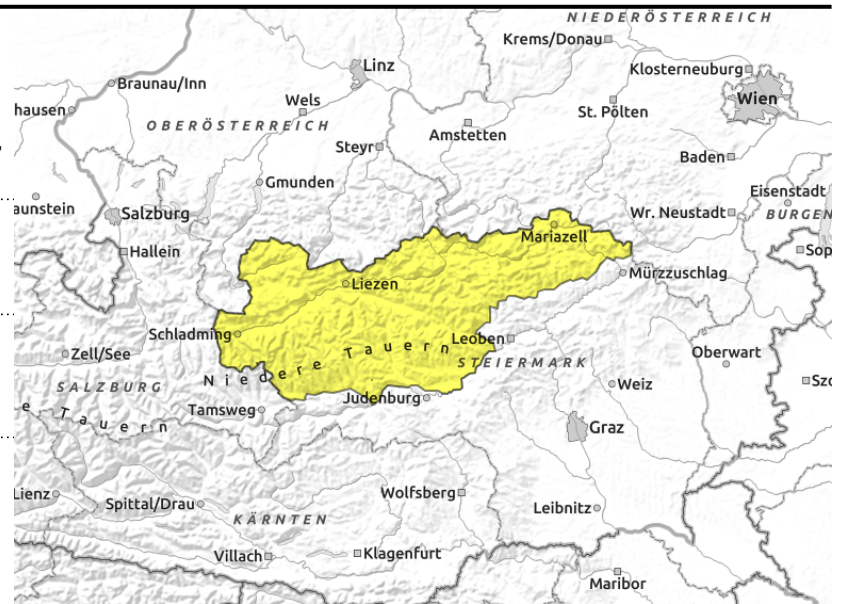 NIEDERÖSTERREICH
Krems/Donau
Klosterneuburg
Linz
Braunau/Inn
Wien
Wels
hausen
St. Pölten
OBERÖSTERREICH
Amstetten
Steyr
Baden
Gmunden
Eisenstadt
aunstein
Salzburg
Wr. Neustadt
BURGEN
Mariazell
Hallein
Sop
Mürzzuschlag
Liezen
Schladming
Leoben
Zell/See
Niedere Tauern
STEIERMARK
Oberwart
SALZBURG
Weiz
Szo
Judenburg
Tamsweg
e Tauern
Graz
Lienz
Wolfsberg
Spittal/Drau
Leibnitz
KÄRNTEN
Villach
Klagenfurt
Maribor